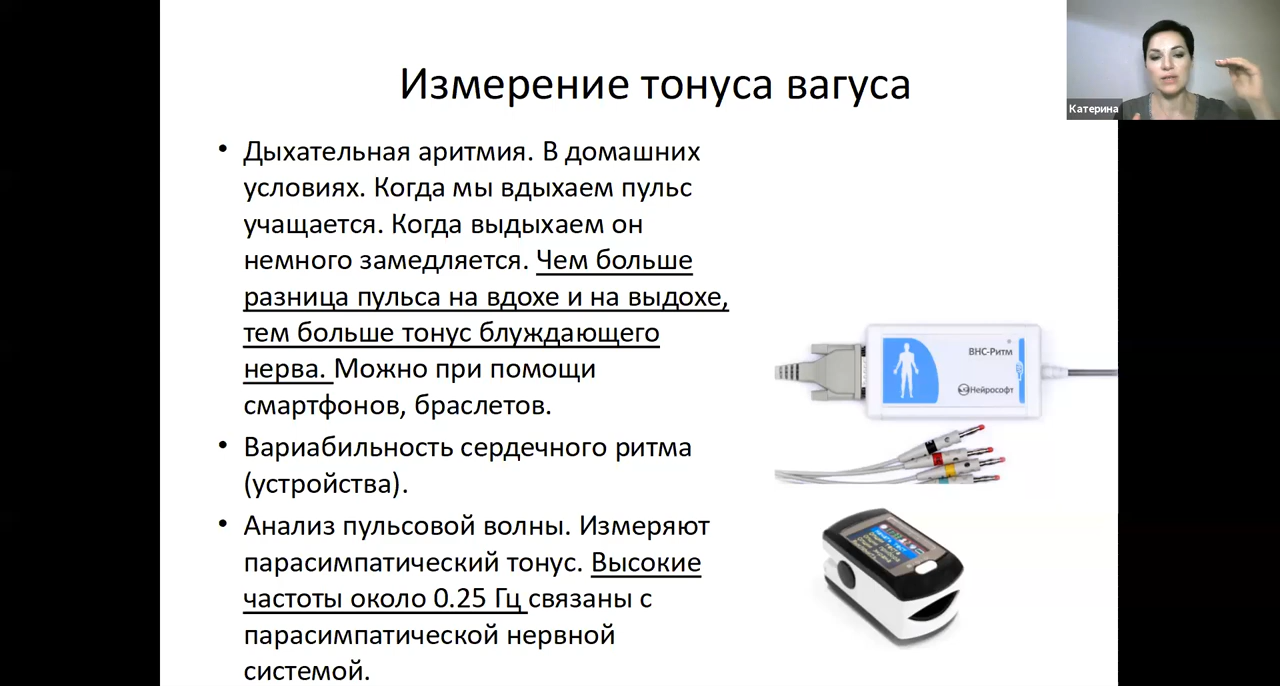 Измерение тонуса вагуса
Катерина
• Дыхательная аритмия. В домашних
условиях. Когда мы вдыхаем пульс
учащается. Когда выдыхаем он
немного замедляется. Чем больше
разница пульса на вдохе и на выдохе,
тем больше тонус блуждающего
нерва. Можно при помощи
смартфонов, браслетов.
• Вариабильность сердечного ритма
(устройства).
• Анализ пульсовой волны. Измеряют
парасимпатический тонус. Высокие
частоты около 0.25 Гц связаны с
парасимпатической нервной
системой.
ВНС-Ритм
Нейрософт